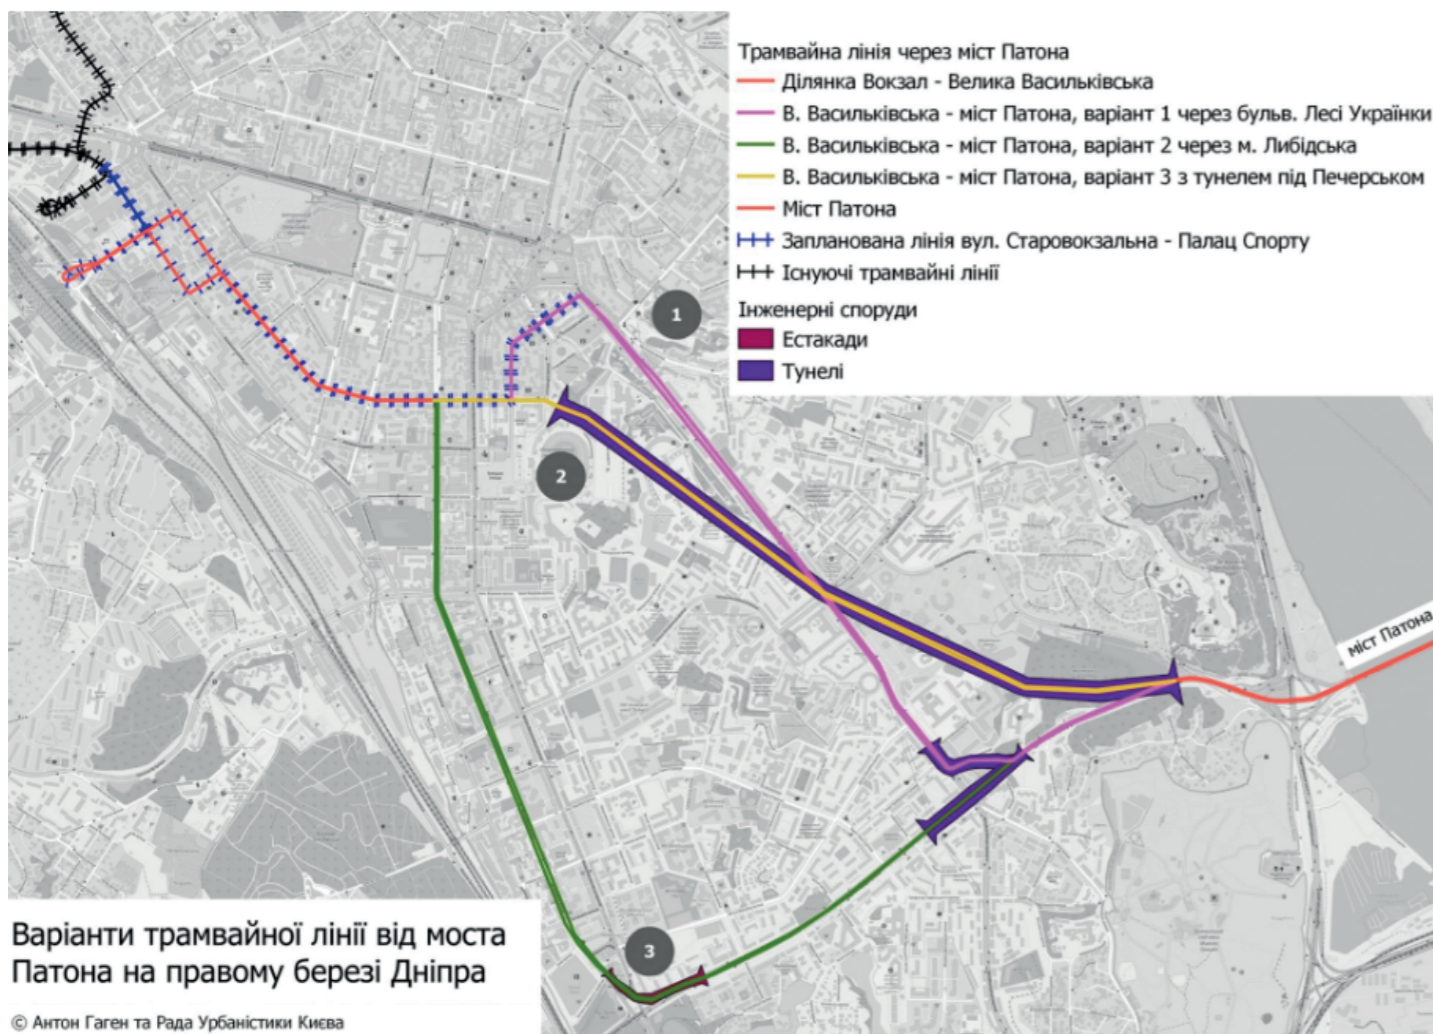 Трамвайна лінія через міст Патона
Ділянка Вокзал - Велика Васильківська
В. Васильківська - міст Патона, варіант 1 через бульв. Лесі Українки
В. Васильківська - міст Патона, варіант 2 через м. Либідська
В. Васильківська - міст Патона, варіант 3 з тунелем під Печерськом
Міст Патона
Запланована лінія вул. Старовокзальна - Палац Спорту
Існуючі трамвайні лінії
Інженерні споруди
Естакади
Тунелі
1
2
міст Патона
3
Варіанти трамвайної лінії від моста
Патона на правому березі Дніпра
© Антон Гаген та Рада Урбаністики Києва